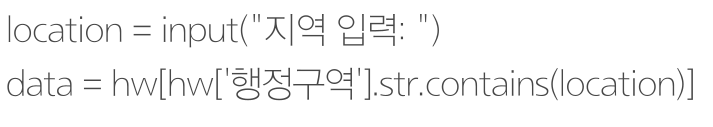 location = input("지역 입력: ")
data = hw[hw['행정구역'].str.contains(location)]